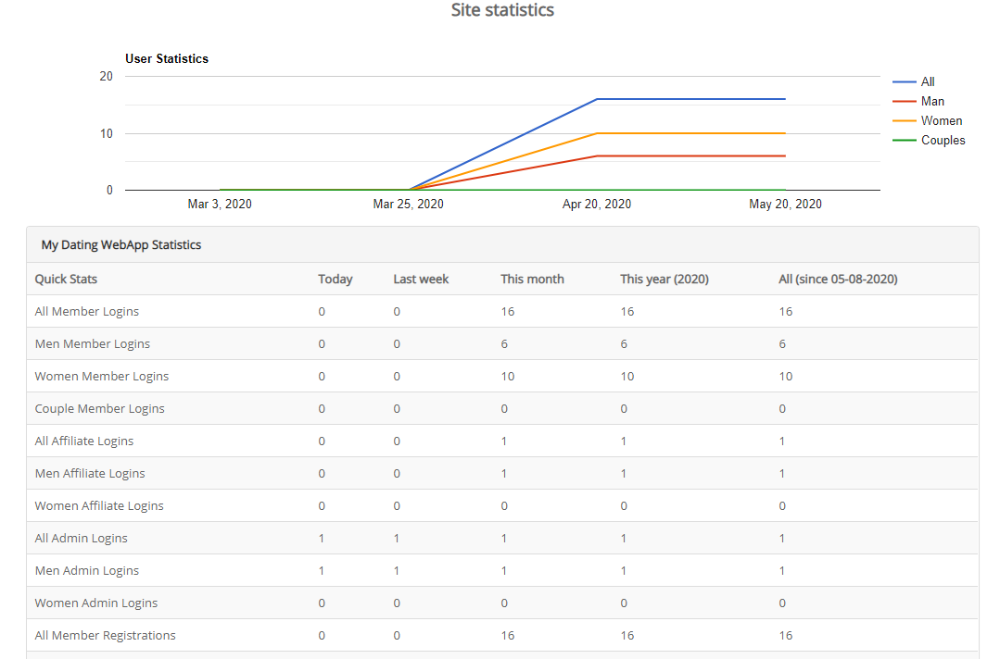 Site statistics
User Statistics
20
10
0
Mar 3, 2020 Mar 25, 2020 Apr 20, 2020 May 20, 2020
All
Man
Women
Couples
My Dating WebApp Statistics
Quick Stats Today Last week This month This year (2020) All (since 05-08-2020)
All Member Logins 0 0 16 16 16
Men Member Logins 0 0 6 6 6
Women Member Logins 0 0 10 10 10
Couple Member Logins 0 0 0 0 0
All Affiliate Logins 0 0 1 1 1
Men Affiliate Logins 0 0 1 1 1
Women Affiliate Logins 0 0 0 0 0
All Admin Logins 1 1 1 1 1
Men Admin Logins 1 1 1 1 1
Women Admin Logins 0 0 0 0 0
All Member Registrations 0 0 16 16 16